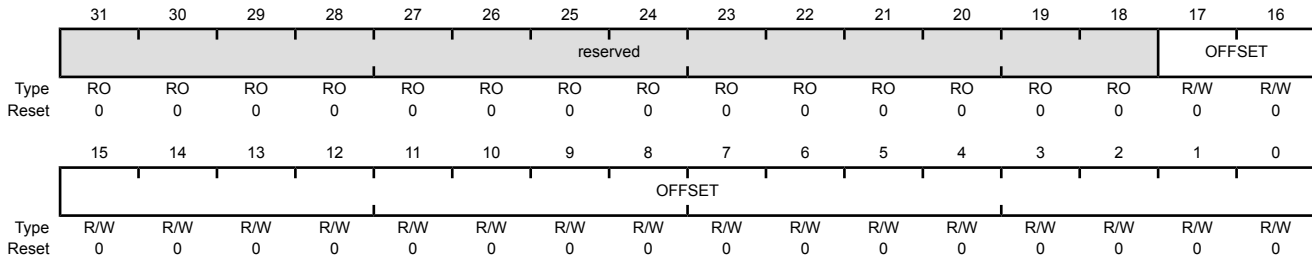 31 30 29 28 27 26 25 24 23 22 21 20 19 18 17 16
reserved OFFSET
Type RO RO RO RO RO RO RO RO RO RO RO RO RO RO R/W R/W
Reset 0 0 0 0 0 0 0 0 0 0 0 0 0 0 0 0
15 14 13 12 11 10 9 8 7 6 5 4 3 2 1 0
OFFSET
Type R/W R/W R/W R/W R/W R/W R/W R/W R/W R/W R/W R/W R/W R/W R/W R/W
Reset 0 0 0 0 0 0 0 0 0 0 0 0 0 0 0 0